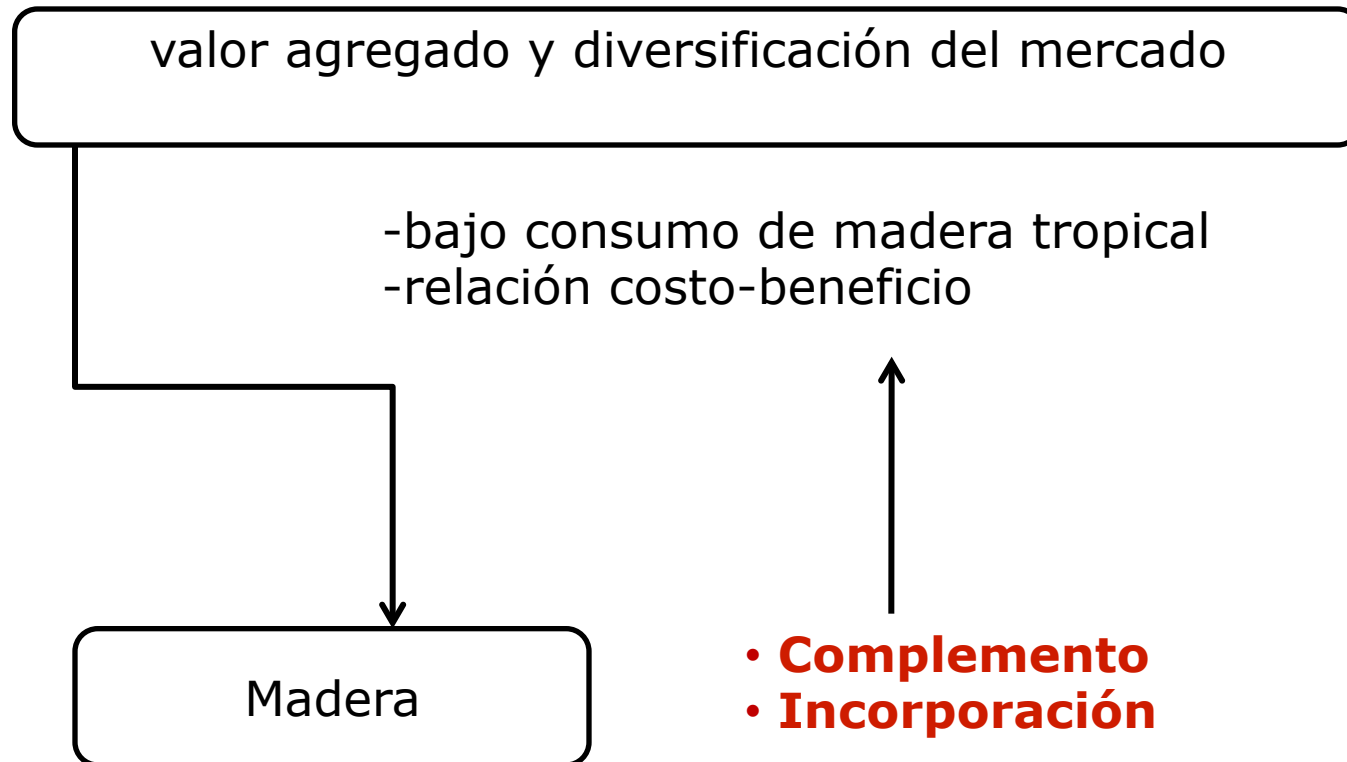 valor agregado y diversificación del mercado
-bajo consumo de madera tropical
-relación costo-beneficio
Madera
• Complemento
• Incorporación